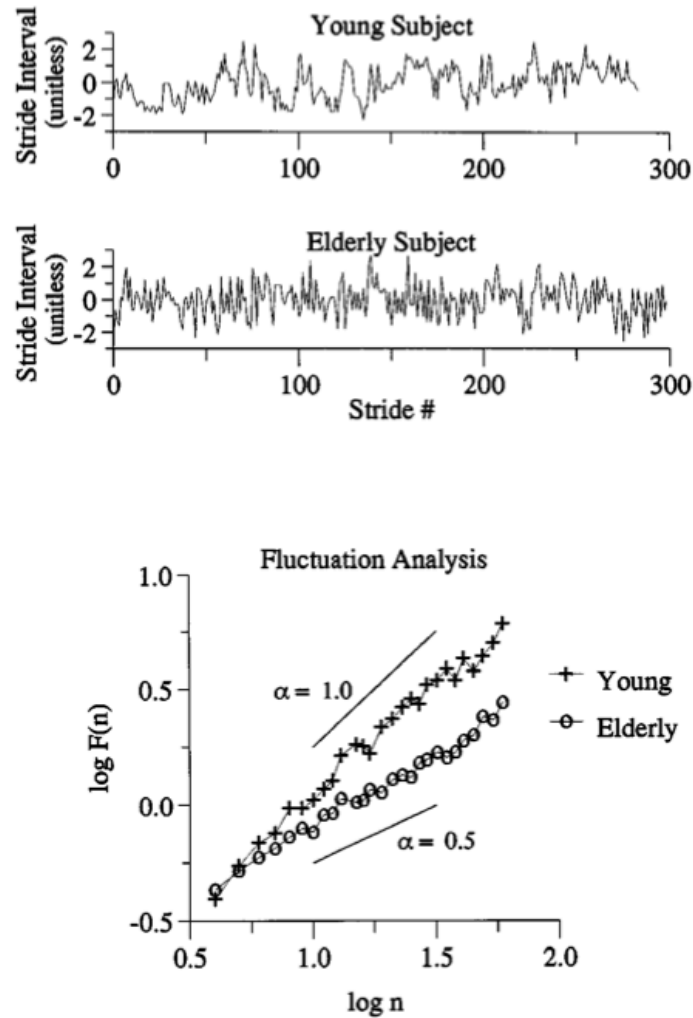 Young Subject
Stride Interval
(unitless)
2
0
-2
0 100 200 300
Elderly Subject
Stride Interval
(unitless)
2
0
-2
0 100 200 300
Stride #
Fluctuation Analysis
1.0
0.5
0.0
-0.5
log F(n)
α = 1.0
α = 0.5
Young
Elderly
0.5 1.0 1.5 2.0
log n